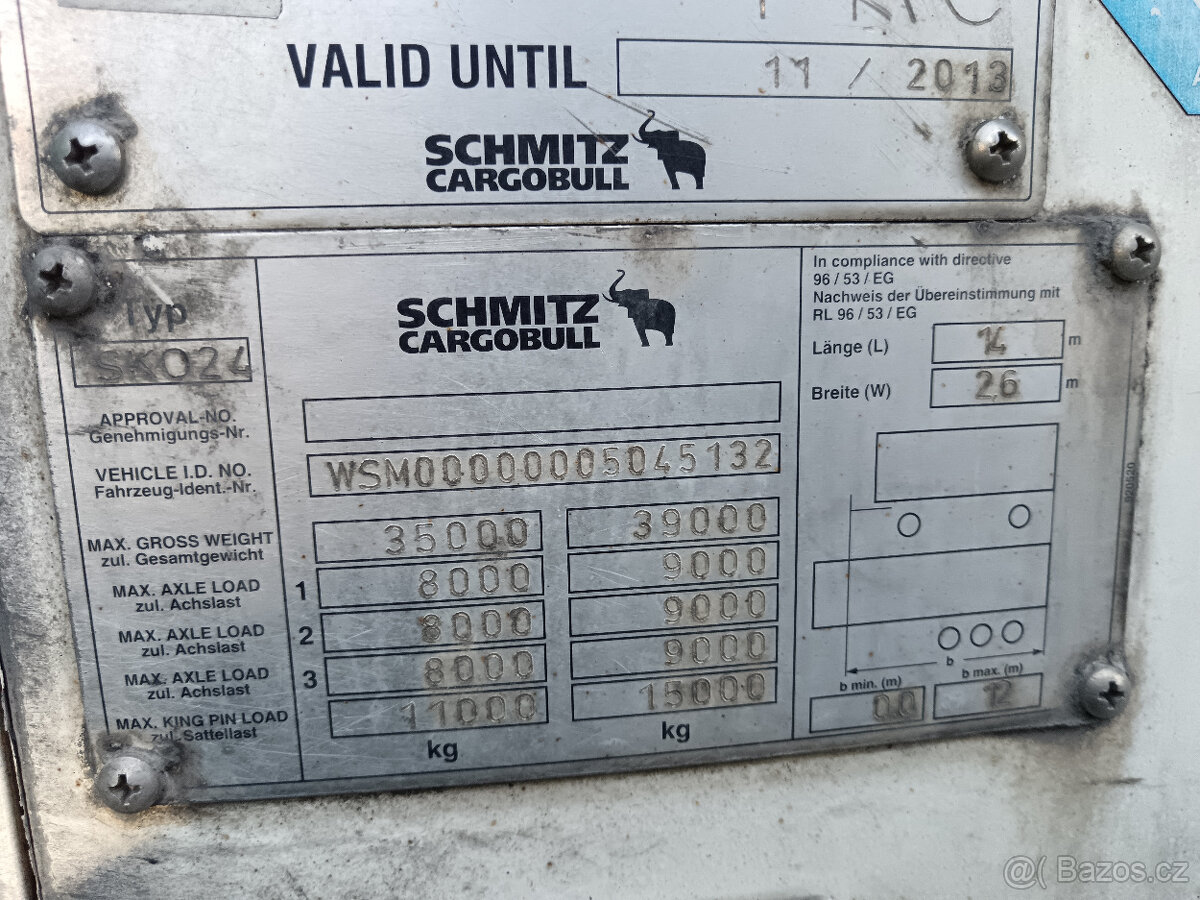 VALID UNTIL 11 / 2013
SCHMITZ
CARGOBULL
Typ
SKO24
SCHMITZ
CARGOBULL
In compliance with directive
96 / 53 / EG
Nachweis der Übereinstimmung mit
RL 96 / 53 / EG
Länge (L) 14 m
Breite (W) 26 m
APPROVAL-NO.
Genehmigungs-Nr.
VEHICLE I.D. NO.
Fahrzeug-Ident.-Nr.
WSM00000005045132
MAX. GROSS WEIGHT
zul. Gesamtgewicht
35000 39000
MAX. AXLE LOAD
zul. Achslast
1 8000 9000
MAX. AXLE LOAD
zul. Achslast
2 8000 9000
MAX. AXLE LOAD
zul. Achslast
3 8000 9000
MAX. KING PIN LOAD
zul. Sattellast
11000 15000
kg kg
b
b min. (m) b max. (m)
00 12
@( Bazos.cz